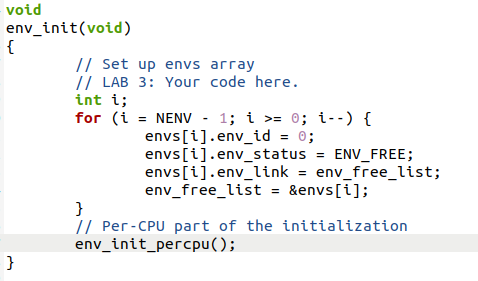 void
env_init(void)
{
        // Set up envs array
        // LAB 3: Your code here.
        int i;
        for (i = NENV - 1; i >= 0; i--) {
                envs[i].env_id = 0;
                envs[i].env_status = ENV_FREE;
                envs[i].env_link = env_free_list;
                env_free_list = &envs[i];
        }
        // Per-CPU part of the initialization
        env_init_percpu();
}